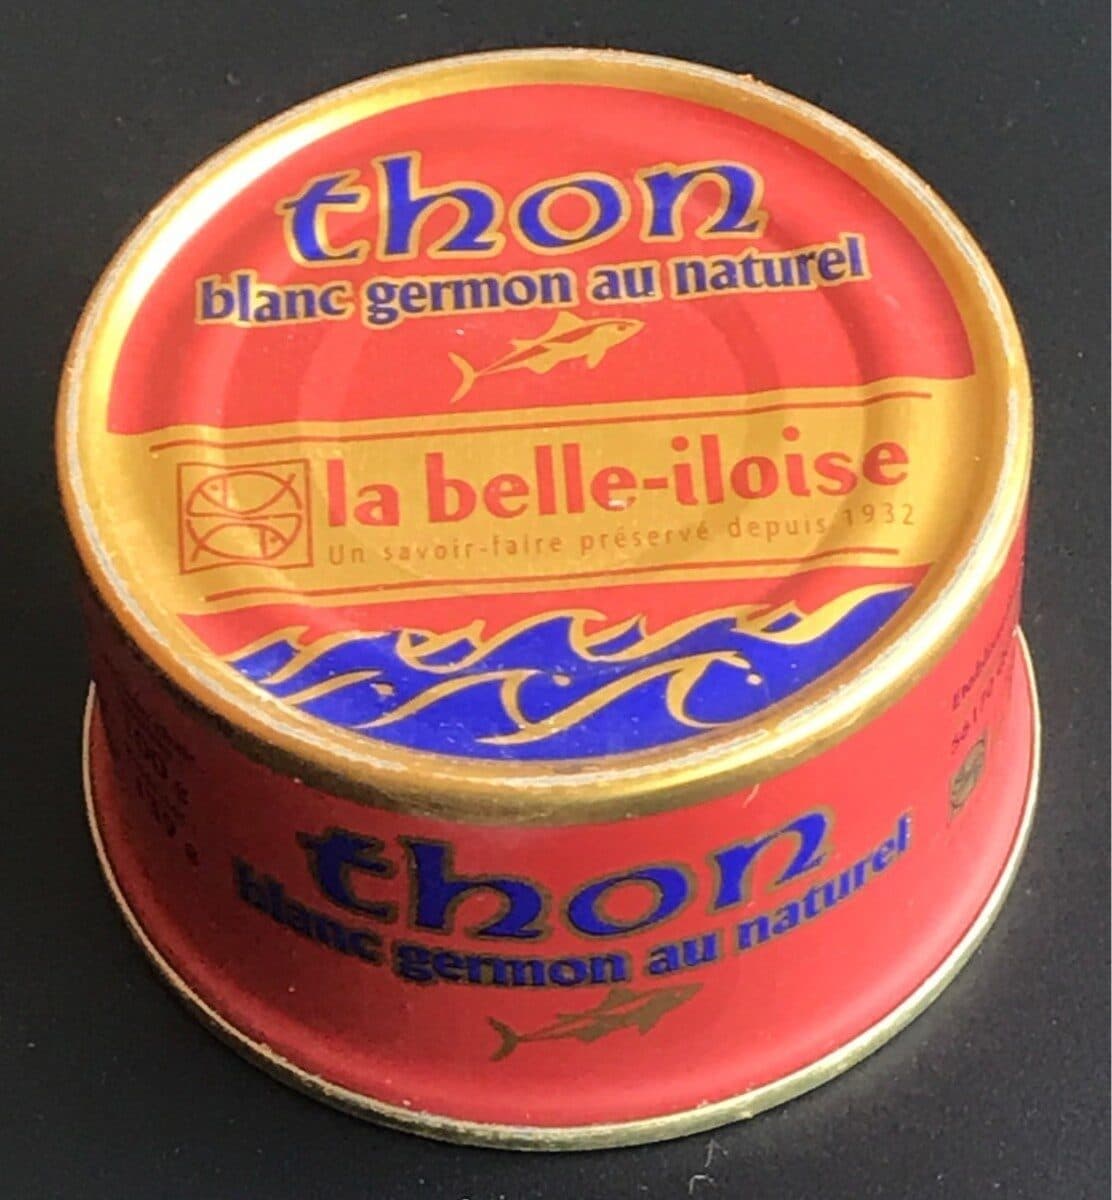 thon
blanc germon au naturel
la belle-iloise
Un savoir-faire préservé depuis 1932
thon
blanc germon au naturel